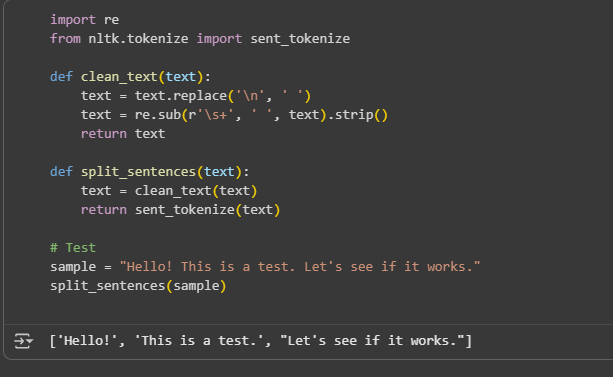 import re
from nltk.tokenize import sent_tokenize
def clean_text(text):
    text = text.replace('\n', ' ')
    text = re.sub(r'\s+', ' ', text).strip()
    return text
def split_sentences(text):
    text = clean_text(text)
    return sent_tokenize(text)
# Test
sample = "Hello! This is a test. Let's see if it works."
split_sentences(sample)
['Hello!', 'This is a test.', "Let's see if it works."]